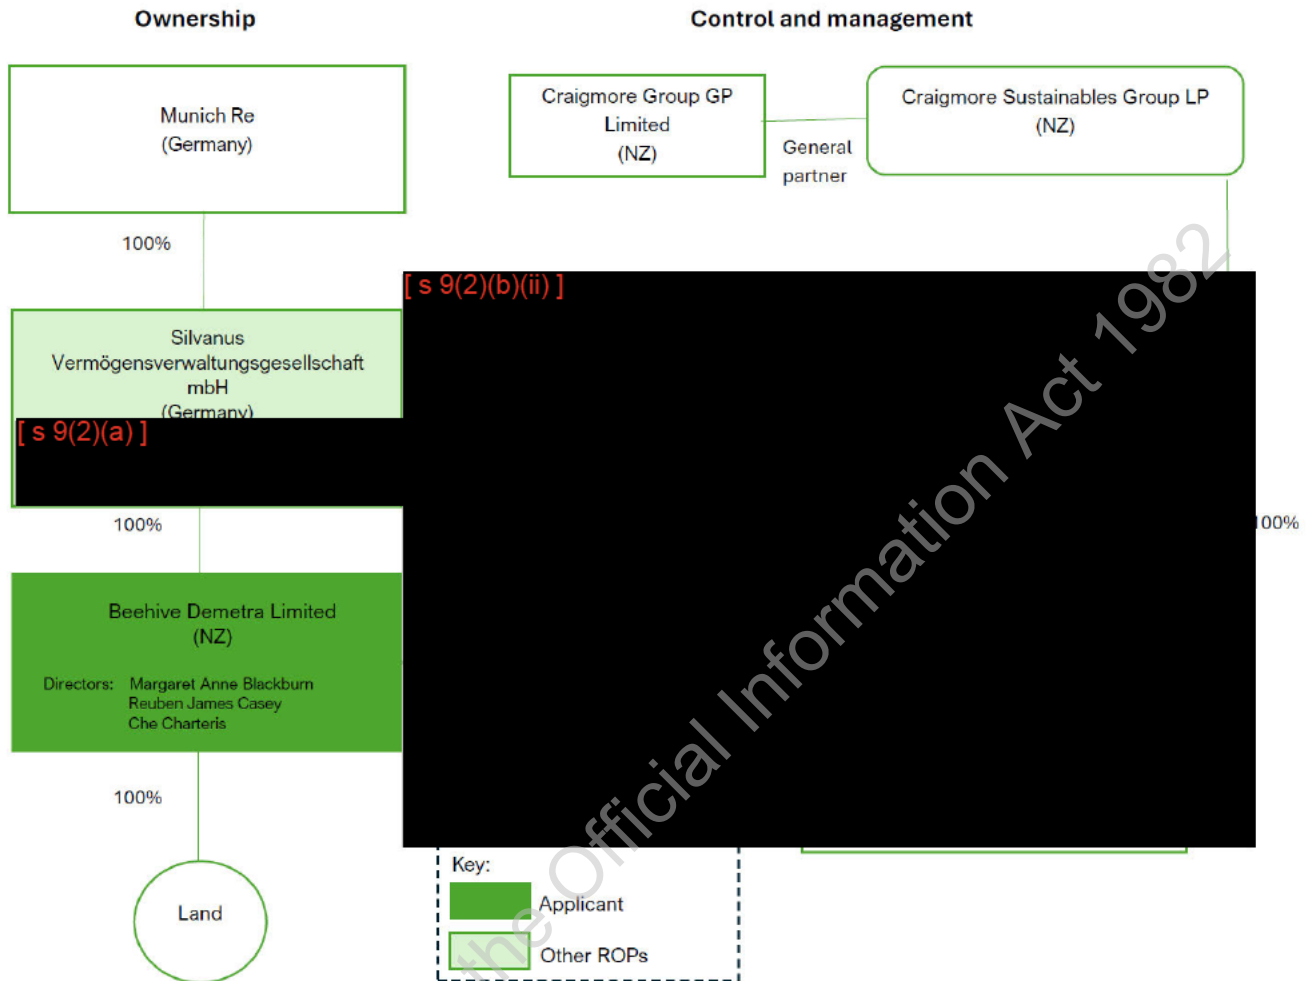 Ownership
Control and management
Munich Re
(Germany)
Craigmore Group GP
Limited
(NZ)
General
partner
Craigmore Sustainables Group LP
(NZ)
100%
[ s 9(2)(b)(ii) ]
Silvanus
Vermögensverwaltungsgesellschaft
mbH
(Germany)
[ s 9(2)(a) ]
100%
100%
Beehive Demetra Limited
(NZ)
Directors: Margaret Anne Blackburn
Reuben James Casey
Che Charteris
100%
Land
Key:
Applicant
Other ROPs
the Official Information Act 1982